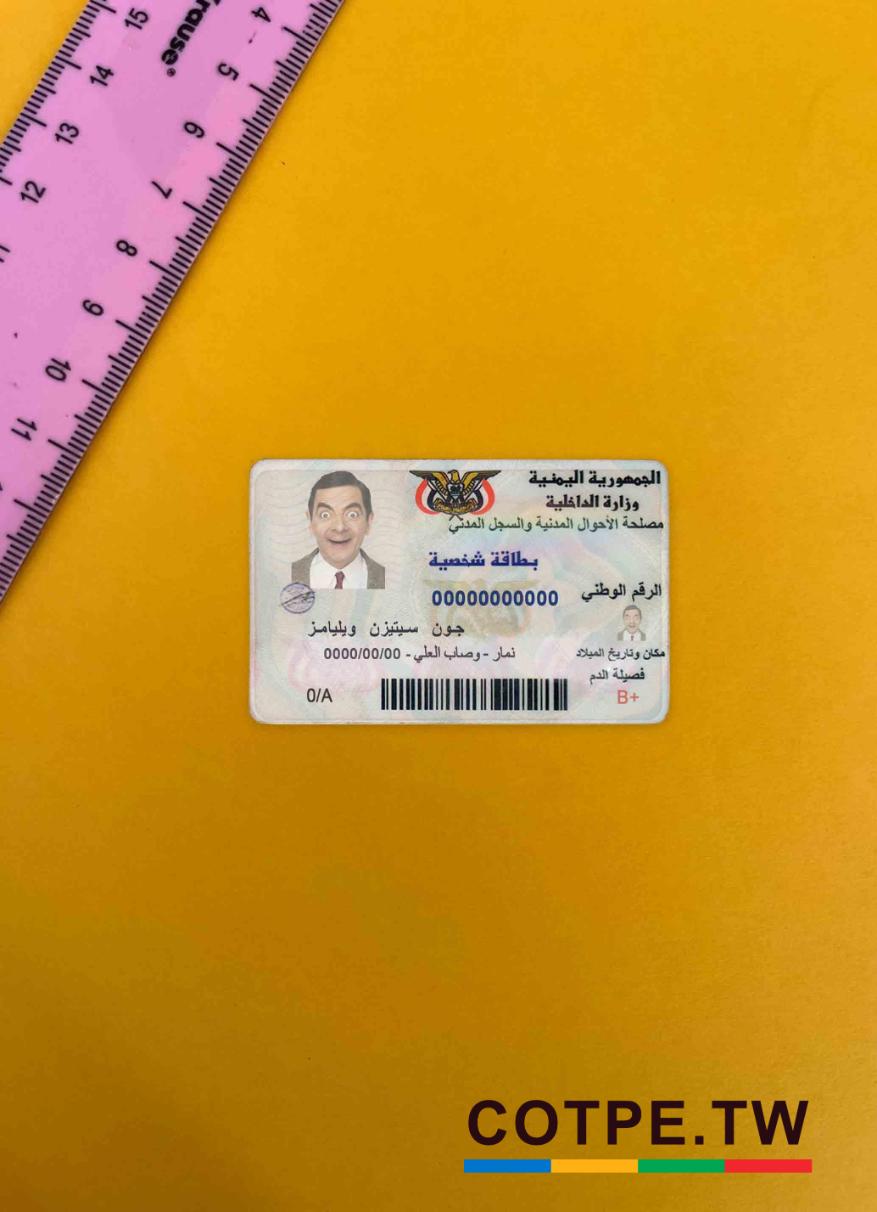 15
14
13
12
11
4
5
6
7
8
9
10
11
الجمهورية اليمنية
وزارة الداخلية
مصلحة الأحوال المدنية والسجل المدني
بطاقة شخصية
الرقم الوطني 00000000000
جون سيتيزن ويليامز
مكان وتاريخ الميلاد نمار - وصاب العلي - 0000/00/00
فصيلة الدم
B+
0/A
COTPE.TW